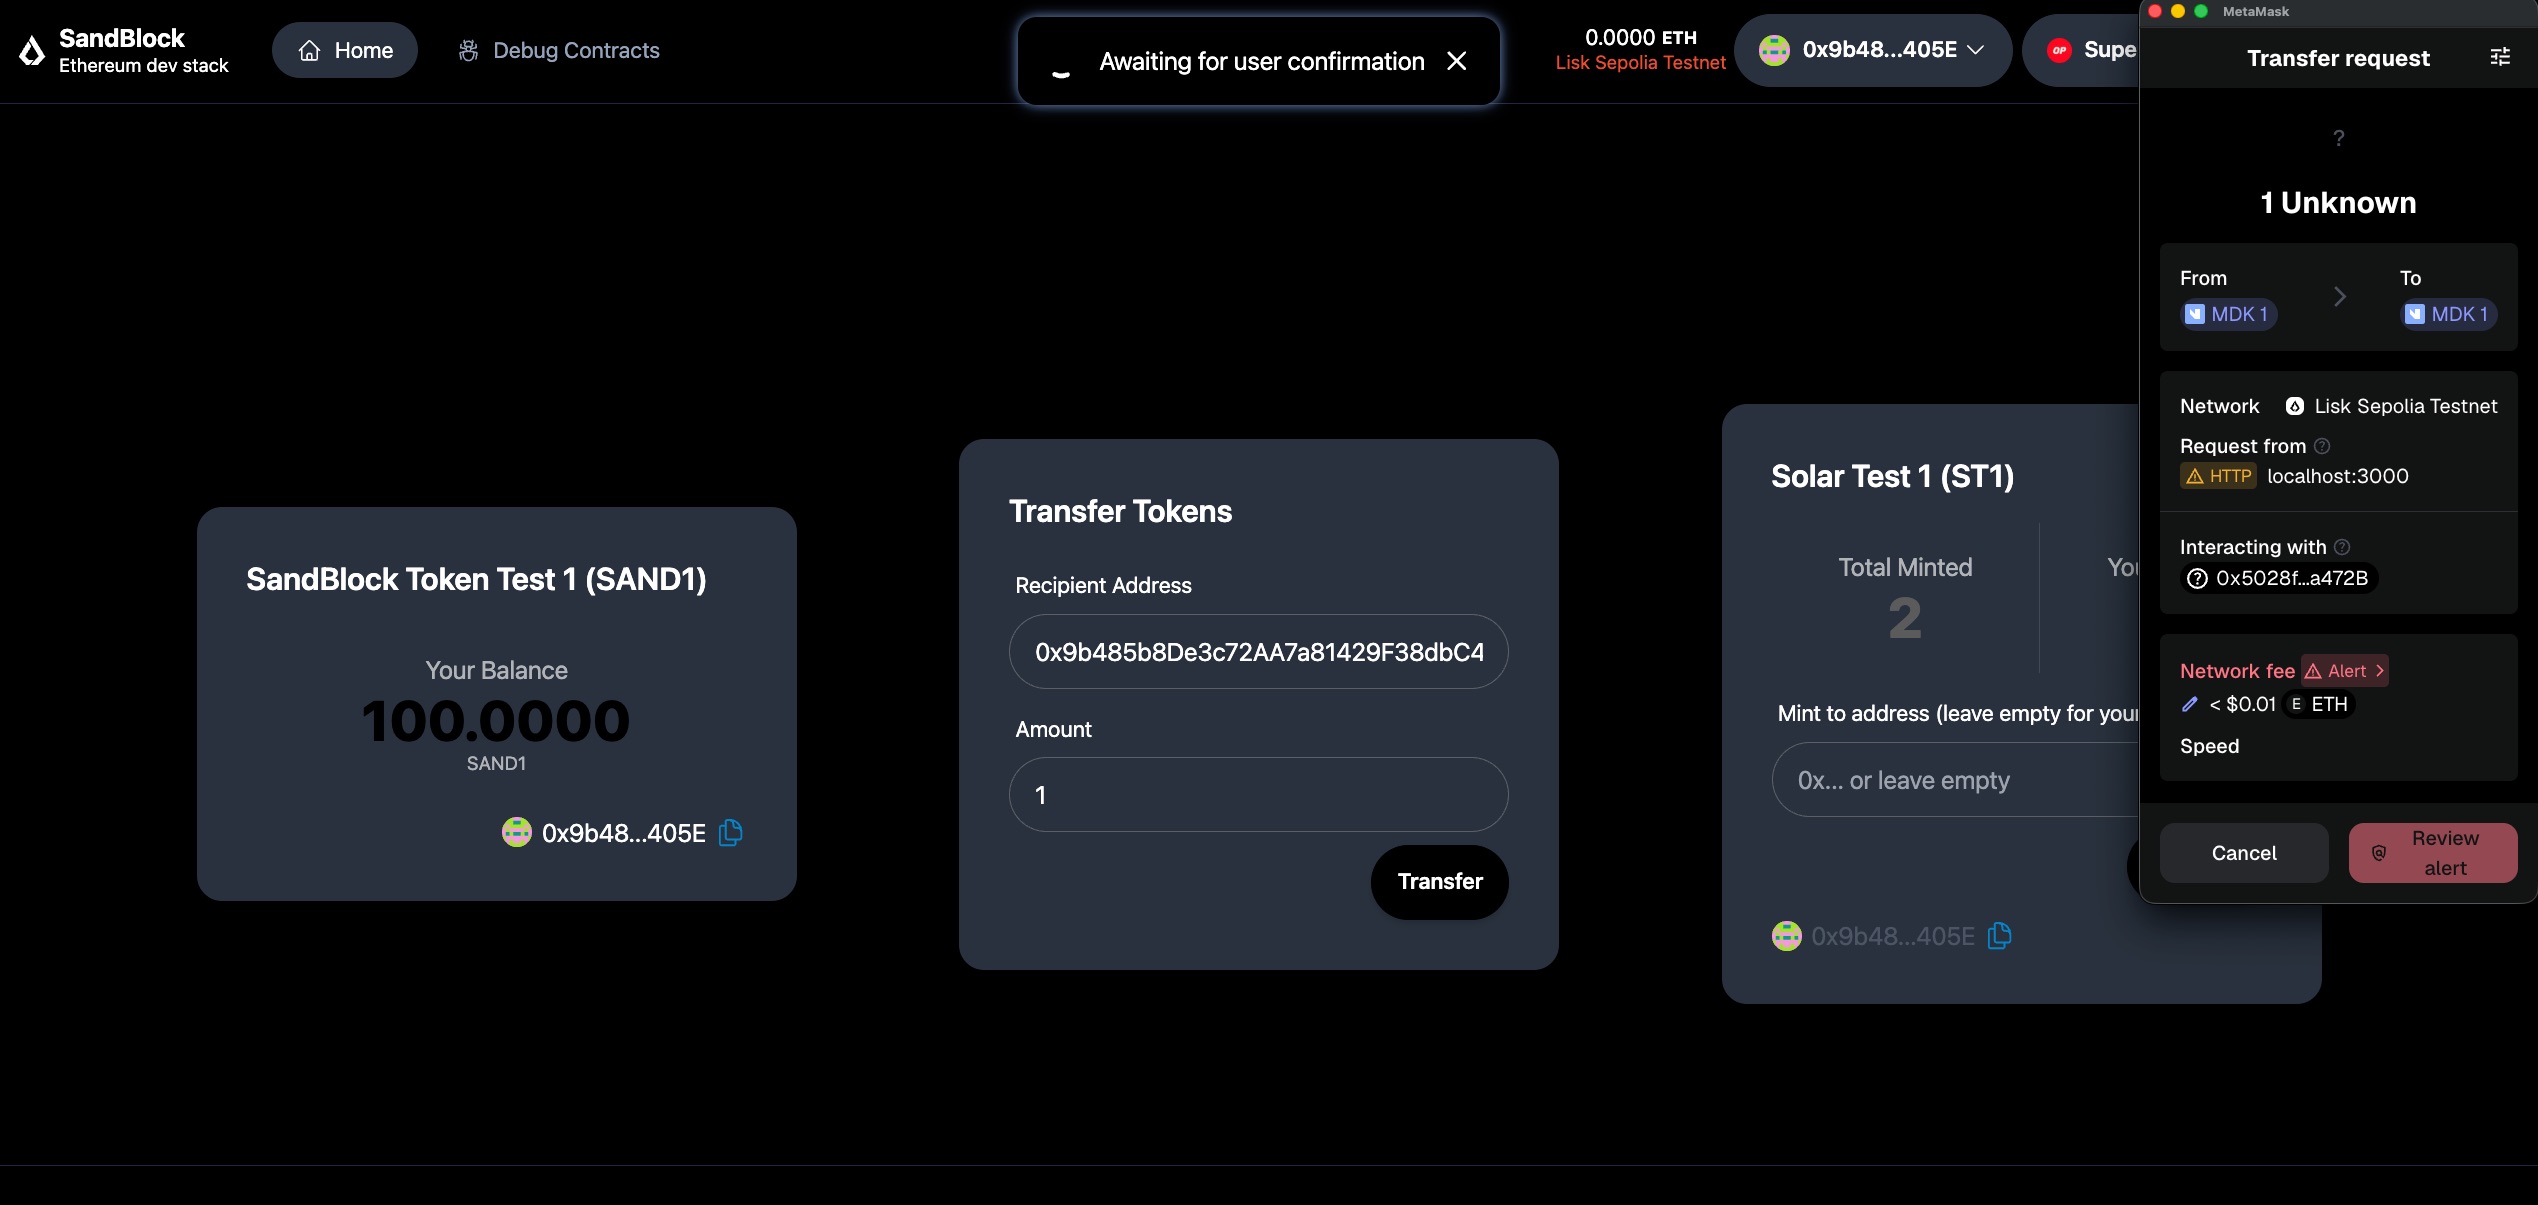 SandBlock
Ethereum dev stack
Home
Debug Contracts
Awaiting for user confirmation
0.0000 ETH
Lisk Sepolia Testnet
0x9b48...405E
OP
Supe
SandBlock Token Test 1 (SAND1)
Your Balance
100.0000
SAND1
0x9b48...405E
Transfer Tokens
Recipient Address
0x9b485b8De3c72AA7a81429F38dbC4
Amount
1
Transfer
Solar Test 1 (ST1)
Total Minted
2
You
Mint to address (leave empty for your
0x... or leave empty
0x9b48...405E
MetaMask
Transfer request
?
1 Unknown
From
To
MDK 1
MDK 1
Network
Lisk Sepolia Testnet
Request from
HTTP localhost:3000
Interacting with
0x5028f...a472B
Network fee Alert
< $0.01 E ETH
Speed
Cancel
Review
alert